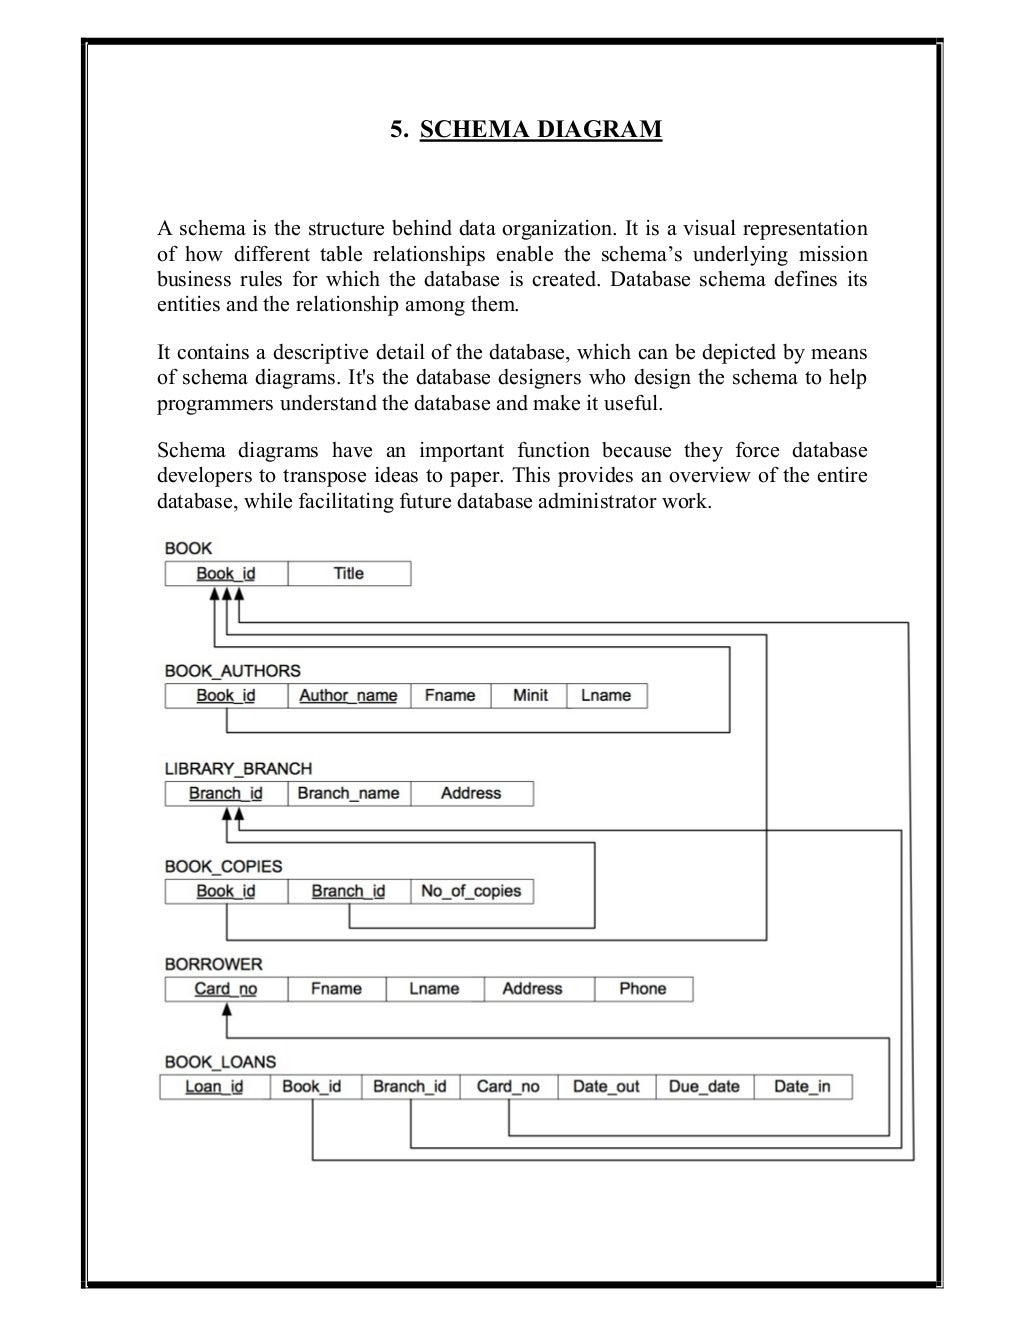 5. SCHEMA DIAGRAM
A schema is the structure behind data organization. It is a visual representation
of how different table relationships enable the schema’s underlying mission
business rules for which the database is created. Database schema defines its
entities and the relationship among them.
It contains a descriptive detail of the database, which can be depicted by means
of schema diagrams. It's the database designers who design the schema to help
programmers understand the database and make it useful.
Schema diagrams have an important function because they force database
developers to transpose ideas to paper. This provides an overview of the entire
database, while facilitating future database administrator work.
BOOK
Book_id Title
BOOK_AUTHORS
Book_id Author_name Fname Minit Lname
LIBRARY_BRANCH
Branch_id Branch_name Address
BOOK_COPIES
Book_id Branch_id No_of_copies
BORROWER
Card_no Fname Lname Address Phone
BOOK_LOANS
Loan_id Book_id Branch_id Card_no Date_out Due_date Date_in